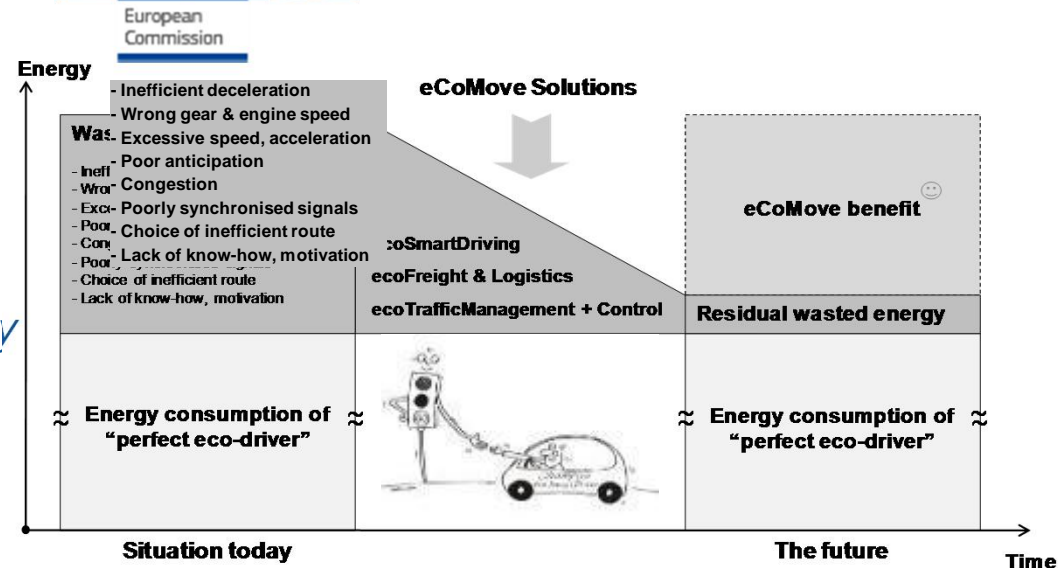 European
Commission
Energy
eCoMove Solutions
- Inefficient deceleration
- Wrong gear & engine speed
- Excessive speed, acceleration
- Poor anticipation
- Congestion
- Poorly synchronised signals
- Choice of inefficient route
- Lack of know-how, motivation
- Choice of inefficient route
- Lack of know-how, motivation
coSmartDriving
ecoFreight & Logistics
ecoTrafficManagement + Control
eCoMove benefit
Residual wasted energy
≈ Energy consumption of ≈
“perfect eco-driver”
≈ Energy consumption of ≈
“perfect eco-driver”
Situation today
The future
Time